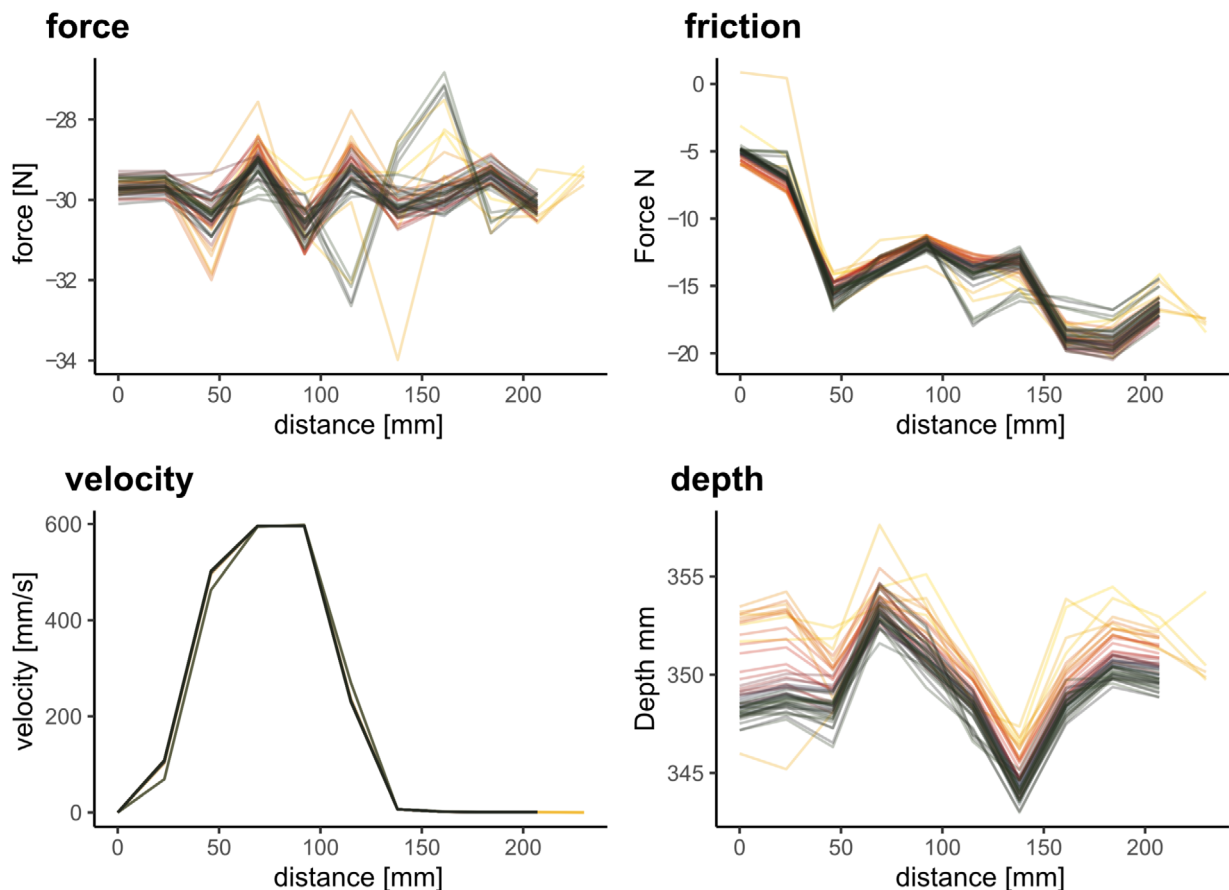 force
force [N]
-28
-30
-32
-34
0 50 100 150 200
distance [mm]
friction
Force N
0
-5
-10
-15
-20
0 50 100 150 200
distance [mm]
velocity
velocity [mm/s]
600
400
200
0
0 50 100 150 200
distance [mm]
depth
Depth mm
355
350
345
0 50 100 150 200
distance [mm]